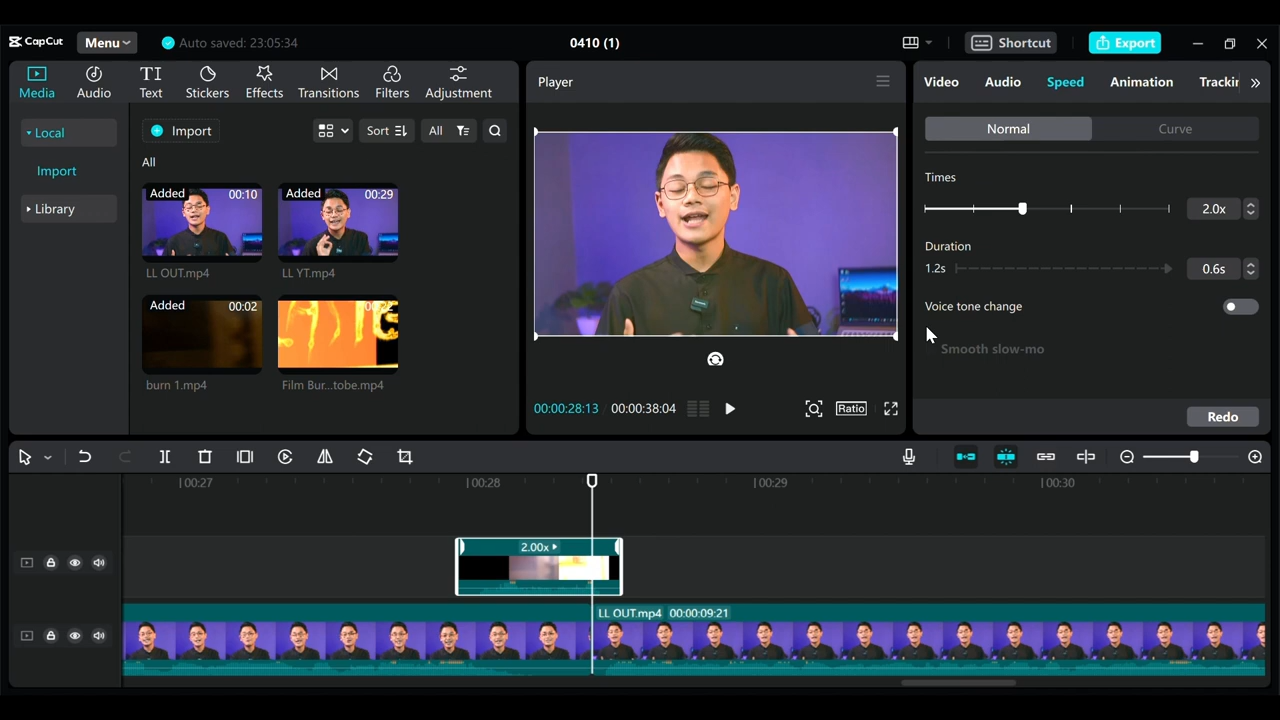 CapCut
Menu
Auto saved: 23:05:34
0410 (1)
Shortcut
Export
Media
Audio
Text
Stickers
Effects
Transitions
Filters
Adjustment
Local
Import
Library
Import
Sort
All
All
Added 00:10
LL OUT.mp4
Added 00:29
LL YT.mp4
Added 00:02
burn 1.mp4
Film Bur...tobe.mp4
Player
00:00:28:13 / 00:00:38:04
Ratio
Video
Audio
Speed
Animation
Trackin
Normal
Curve
Times
2.0x
Duration
1.2s
0.6s
Voice tone change
Smooth slow-mo
Redo
00:27
00:28
00:29
00:30
2.00x
LL OUT.mp4 00:00:09:21